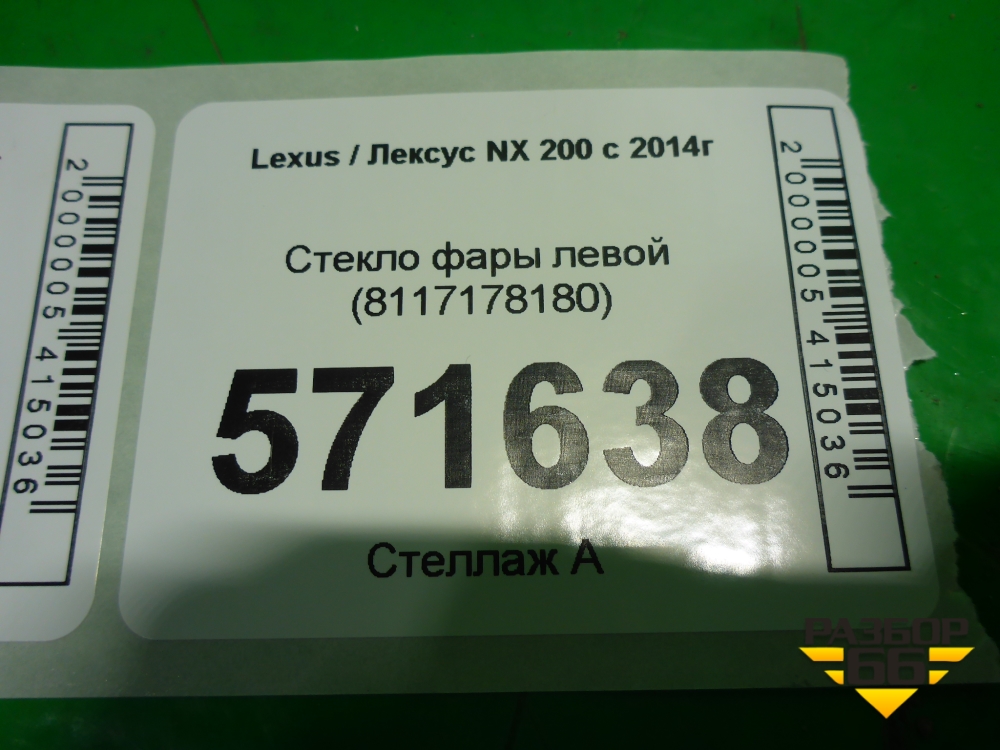 Lexus / Лексус NX 200 с 2014г
Стекло фары левой
(8117178180)
571638
Стеллаж А
2000005415036
2000005415036
РАЗБОР
66